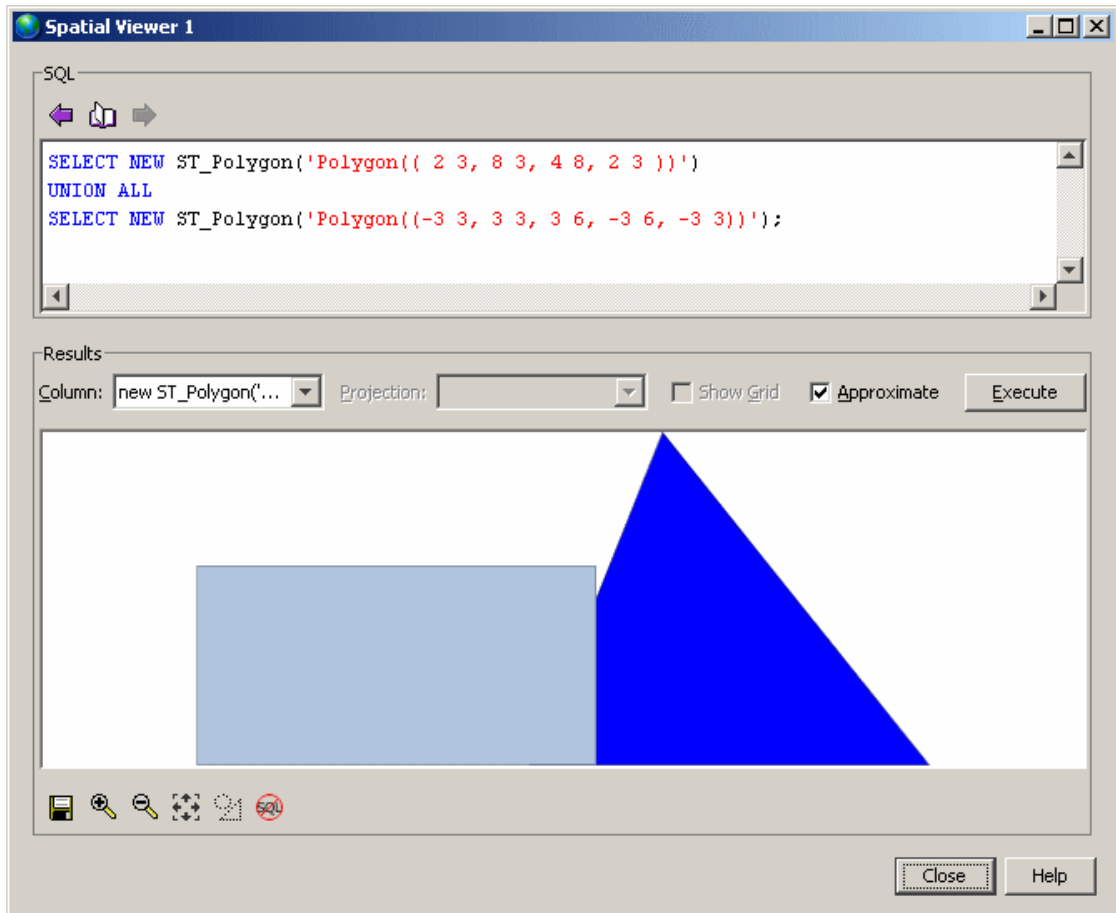 Spatial Viewer 1
SQL
SELECT NEW ST_Polygon('Polygon(( 2 3, 8 3, 4 8, 2 3 ))')
UNION ALL
SELECT NEW ST_Polygon('Polygon((-3 3, 3 3, 3 6, -3 6, -3 3))');
Results
Column: new ST_Polygon('... Projection: Show Grid Approximate Execute
SQL
Close Help